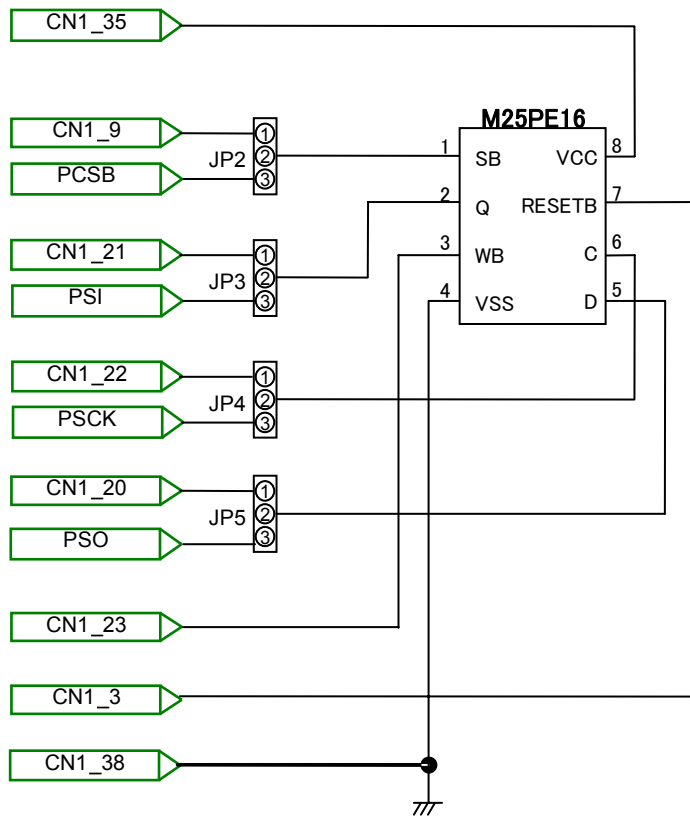 CN1_35
M25PE16
CN1_9
①
JP2
②
PCSB
③
1
SB
VCC
8
2
Q
RESETB
7
3
WB
C
6
4
VSS
D
5
CN1_21
①
JP3
②
PSI
③
CN1_22
①
JP4
②
PSCK
③
CN1_20
①
JP5
②
PSO
③
CN1_23
CN1_3
CN1_38